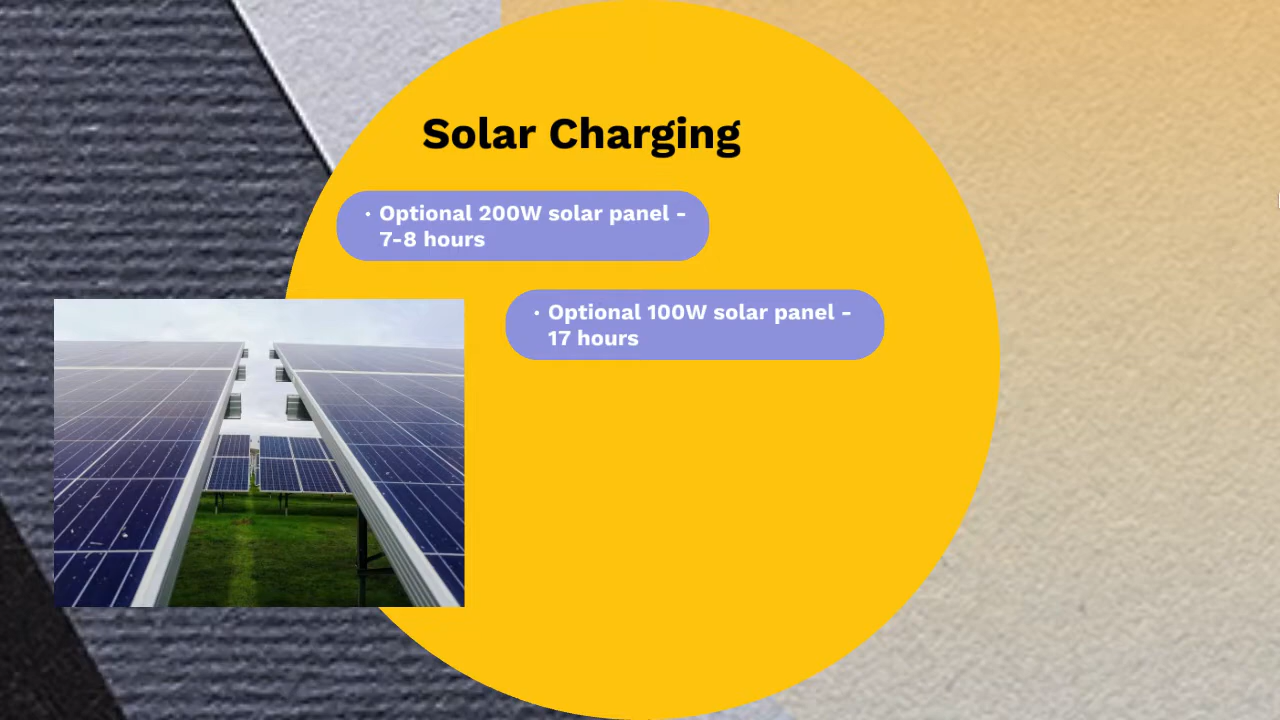 Solar Charging
· Optional 200W solar panel -
7-8 hours
· Optional 100W solar panel -
17 hours